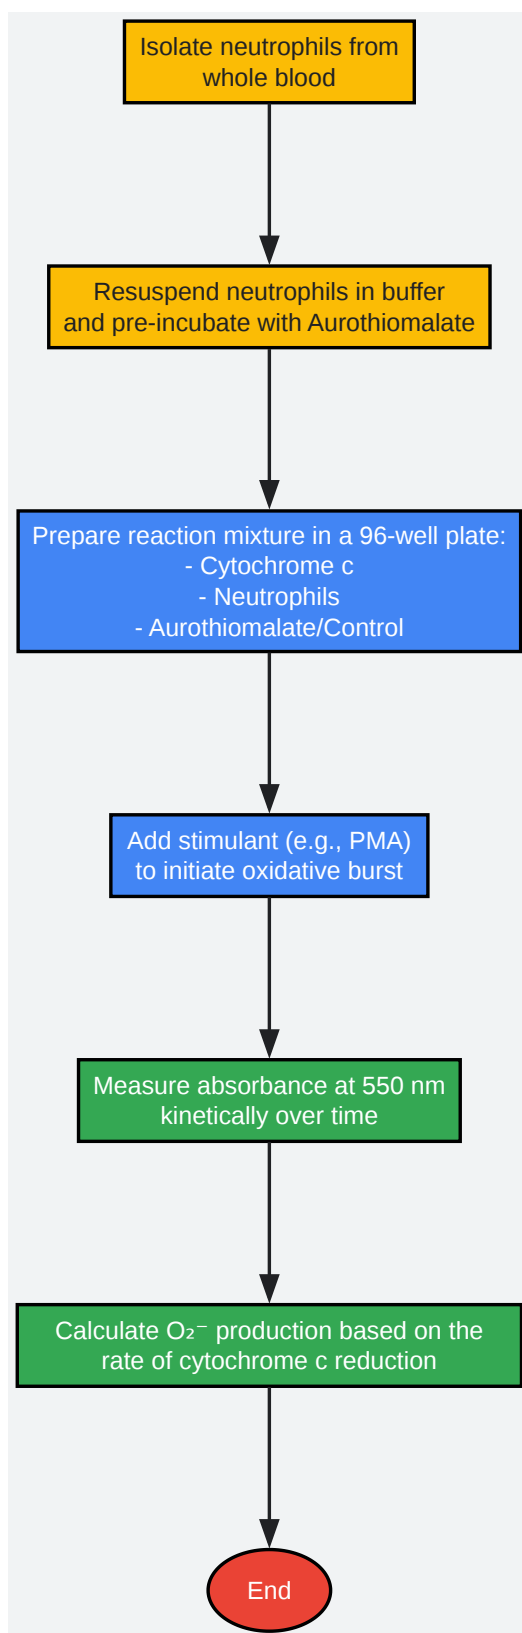 Isolate neutrophils from
whole blood
Resuspend neutrophils in buffer
and pre-incubate with Aurothiomalate
Prepare reaction mixture in a 96-well plate:
- Cytochrome c
- Neutrophils
- Aurothiomalate/Control
Add stimulant (e.g., PMA)
to initiate oxidative burst
Measure absorbance at 550 nm
kinetically over time
Calculate O₂⁻ production based on the
rate of cytochrome c reduction
End